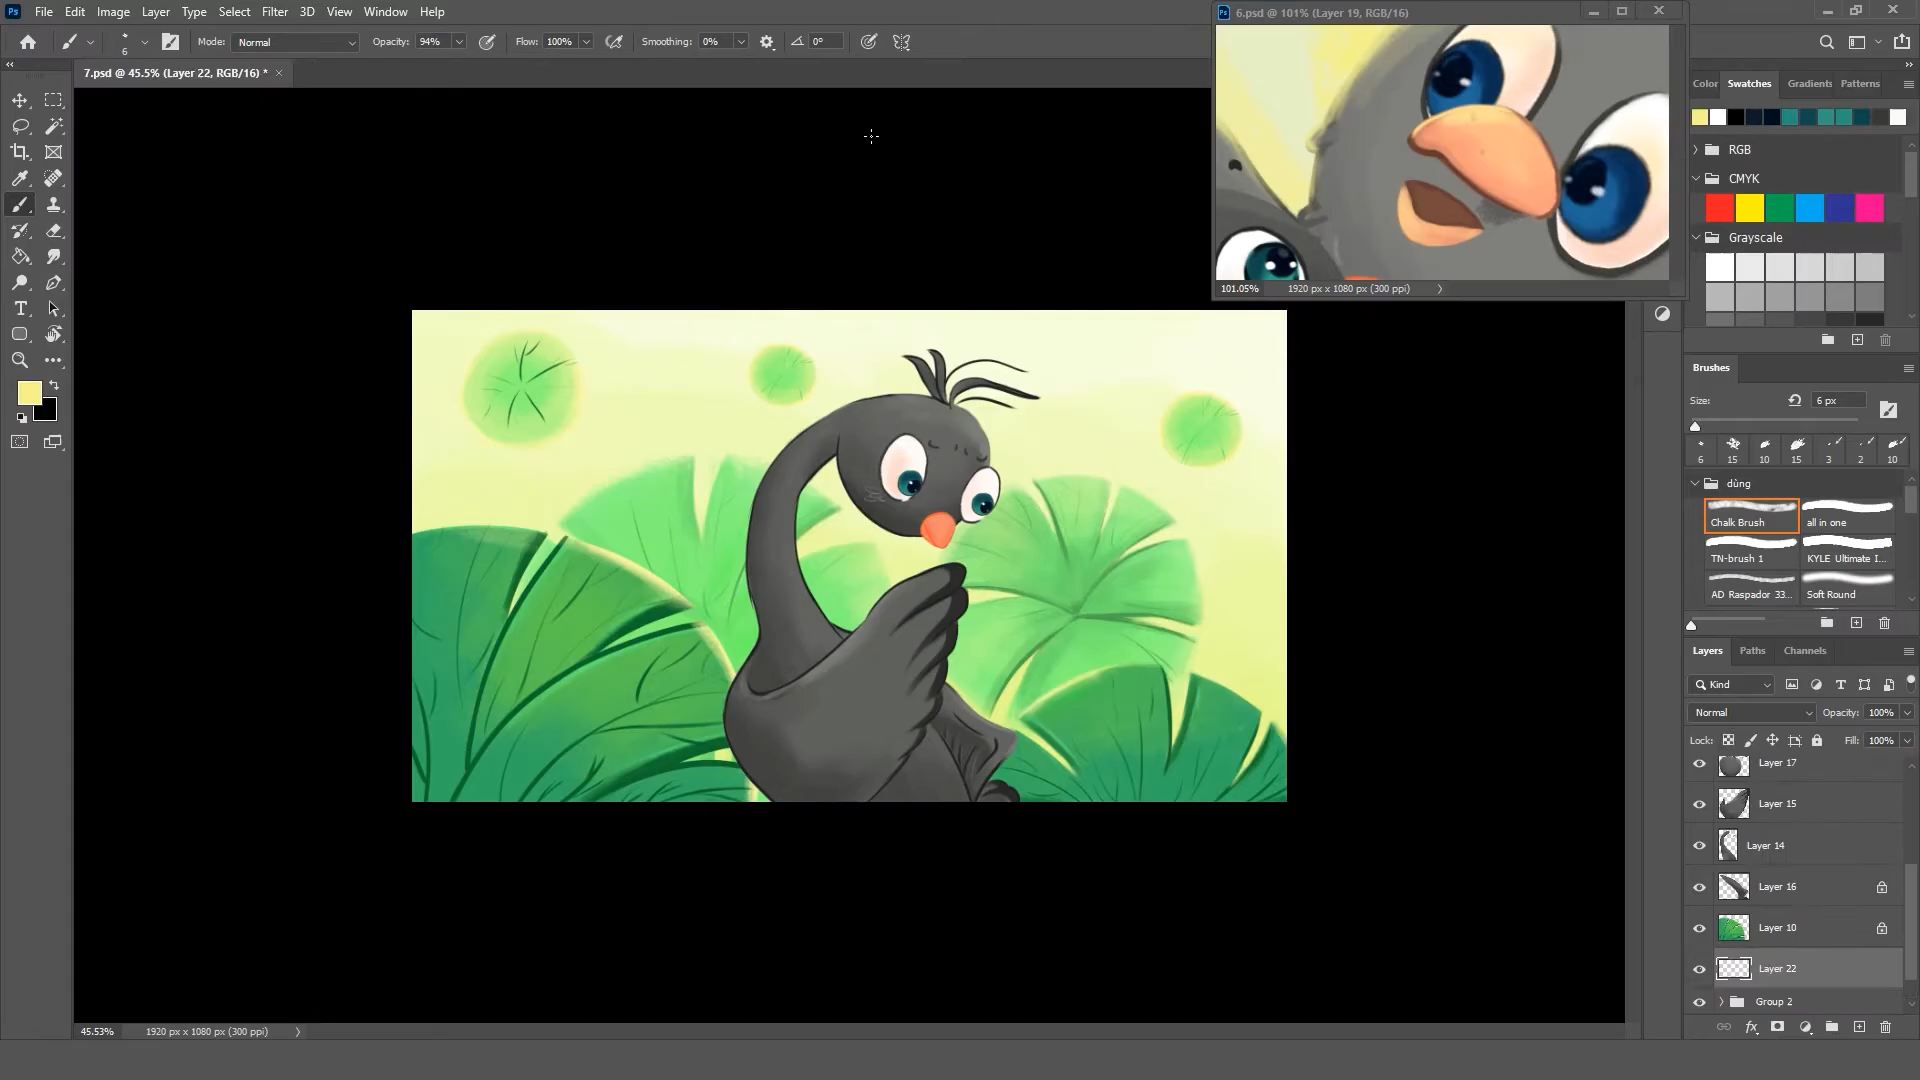 Ps File Edit Image Layer Type Select Filter 3D View Window Help
6 Mode: Normal Opacity: 94% Flow: 100% Smoothing: 0% 0°
7.psd @ 45.5% (Layer 22, RGB/16) *
6.psd @ 101% (Layer 19, RGB/16)
101.05% 1920 px x 1080 px (300 ppi)
Color Swatches Gradients Patterns
RGB
CMYK
Grayscale
Brushes
Size: 6 px
6 15 10 15 3 2 10
dùng
Chalk Brush all in one
TN-brush 1 KYLE Ultimate I...
AD Raspador 33... Soft Round
Layers Paths Channels
Kind
Normal Opacity: 100%
Lock: Fill: 100%
Layer 17
Layer 15
Layer 14
Layer 16
Layer 10
Layer 22
Group 2
fx
45.53% 1920 px x 1080 px (300 ppi)